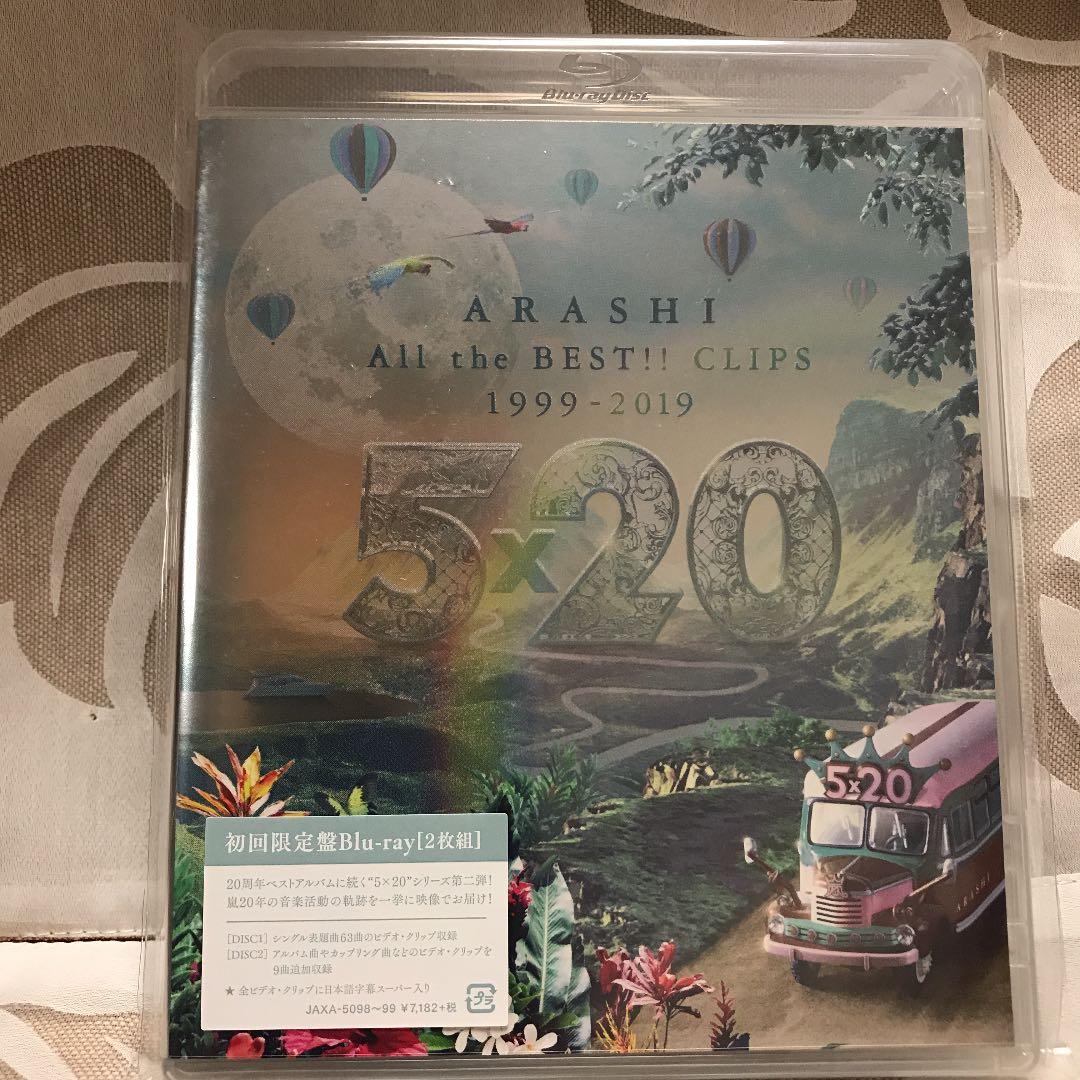 Blu-ray Disc
ARASHI
All the BEST!! CLIPS
1999-2019
5×20
5×20
ARASHI
初回限定盤Blu-ray[2枚組]
20周年ベストアルバムに続く“5×20”シリーズ第二弾!
嵐20年の音楽活動の軌跡を一挙に映像でお届け!
[DISC1] シングル表題曲63曲のビデオ・クリップ収録
[DISC2] アルバム曲やカップリング曲などのビデオ・クリップを
9曲追加収録
★ 全ビデオ・クリップに日本語字幕スーパー入り
JAXA-5098～99 ¥7,182+税
プラ